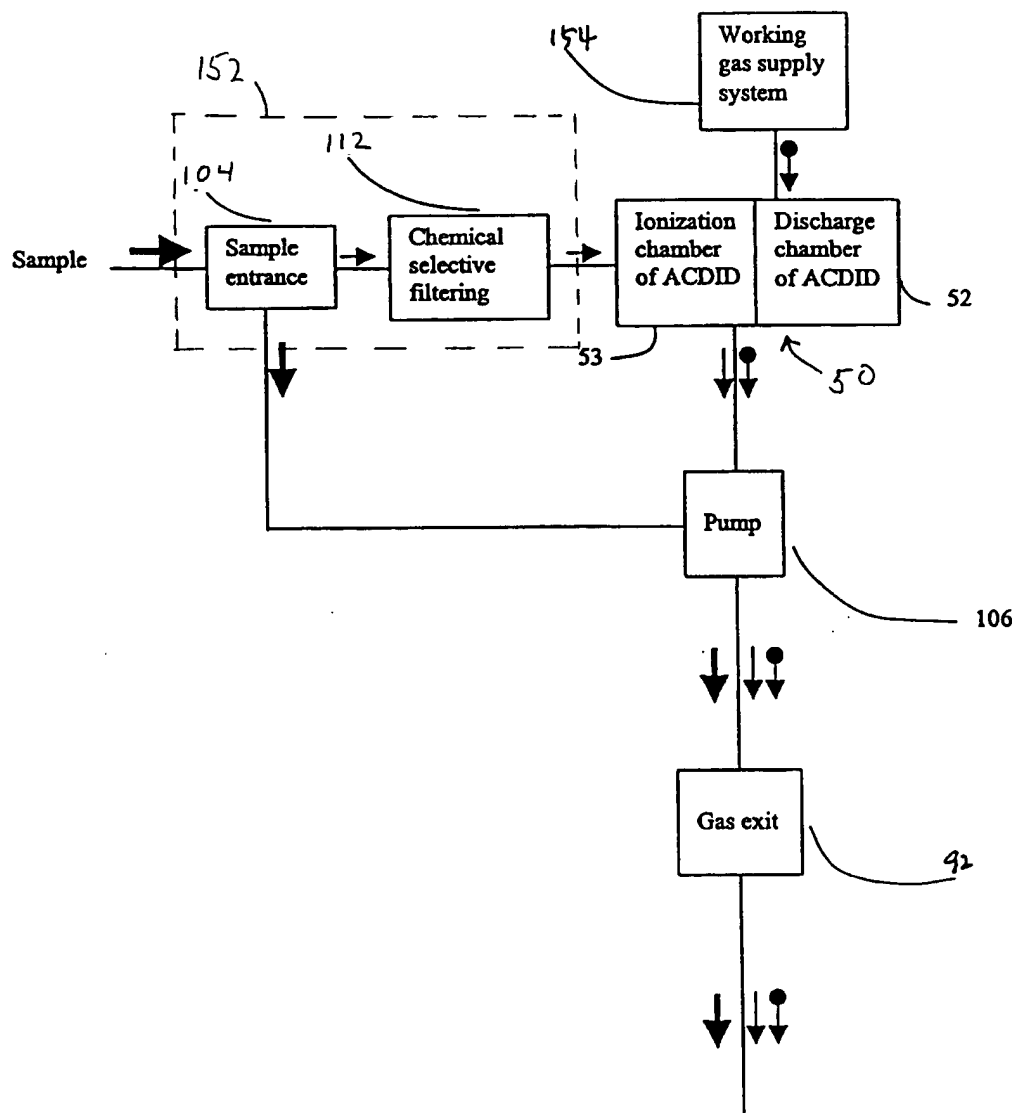 154
Working
gas supply
system
152
112
104
Sample
Sample
entrance
Chemical
selective
filtering
Ionization
chamber
of ACDID
Discharge
chamber
of ACDID
52
53
50
Pump
106
Gas exit
92